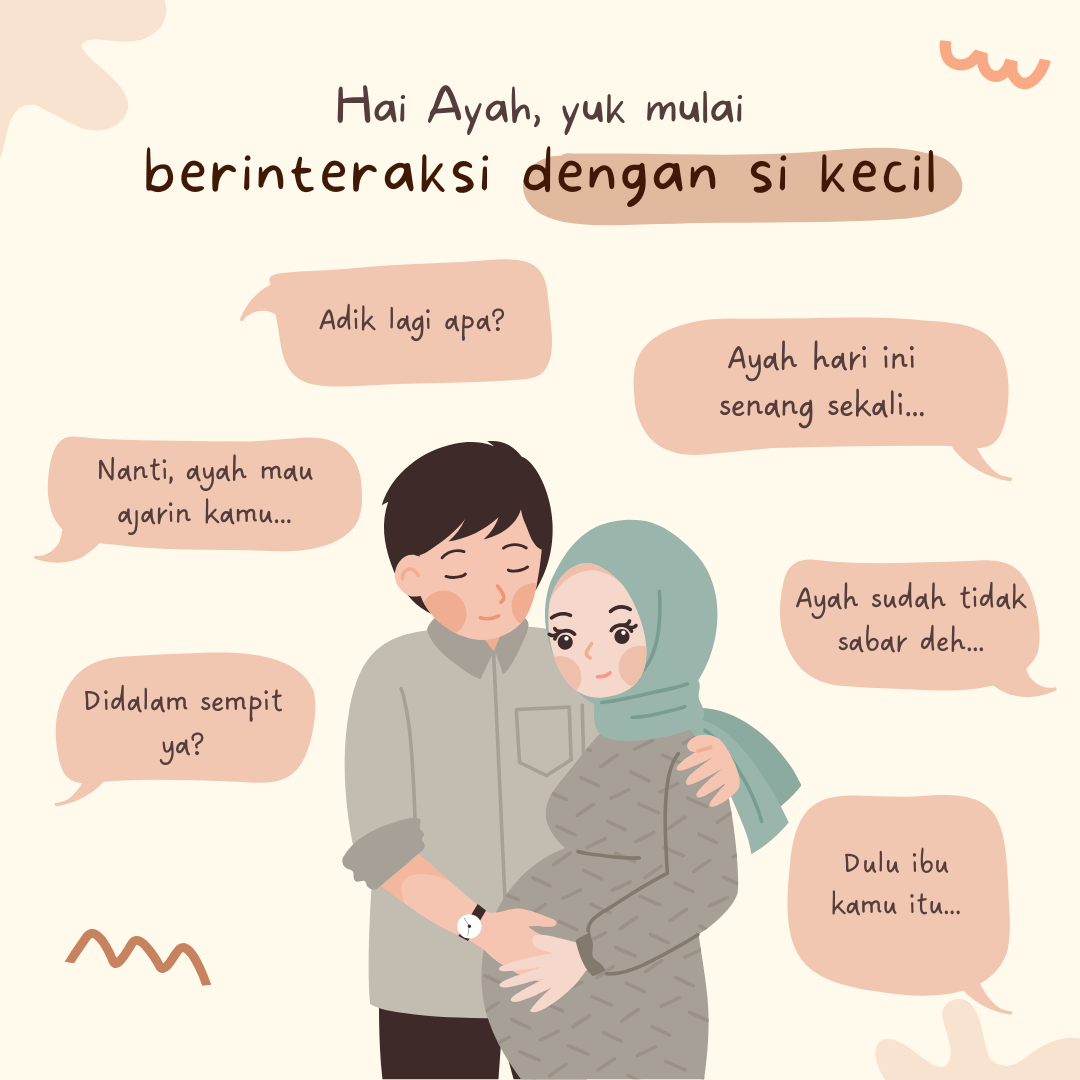 Hai Ayah, yuk mulai
berinteraksi dengan si kecil
Adik lagi apa?
Ayah hari ini
senang sekali...
Nanti, ayah mau
ajarin kamu...
Ayah sudah tidak
sabar deh...
Didalam sempit
ya?
Dulu ibu
kamu itu...